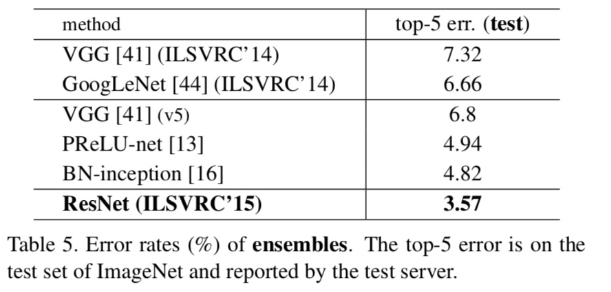 method top-5 err. (test)
VGG [41] (ILSVRC'14) 7.32
GoogLeNet [44] (ILSVRC'14) 6.66
VGG [41] (v5) 6.8
PReLU-net [13] 4.94
BN-inception [16] 4.82
ResNet (ILSVRC'15) 3.57
Table 5. Error rates (%) of ensembles. The top-5 error is on the
test set of ImageNet and reported by the test server.